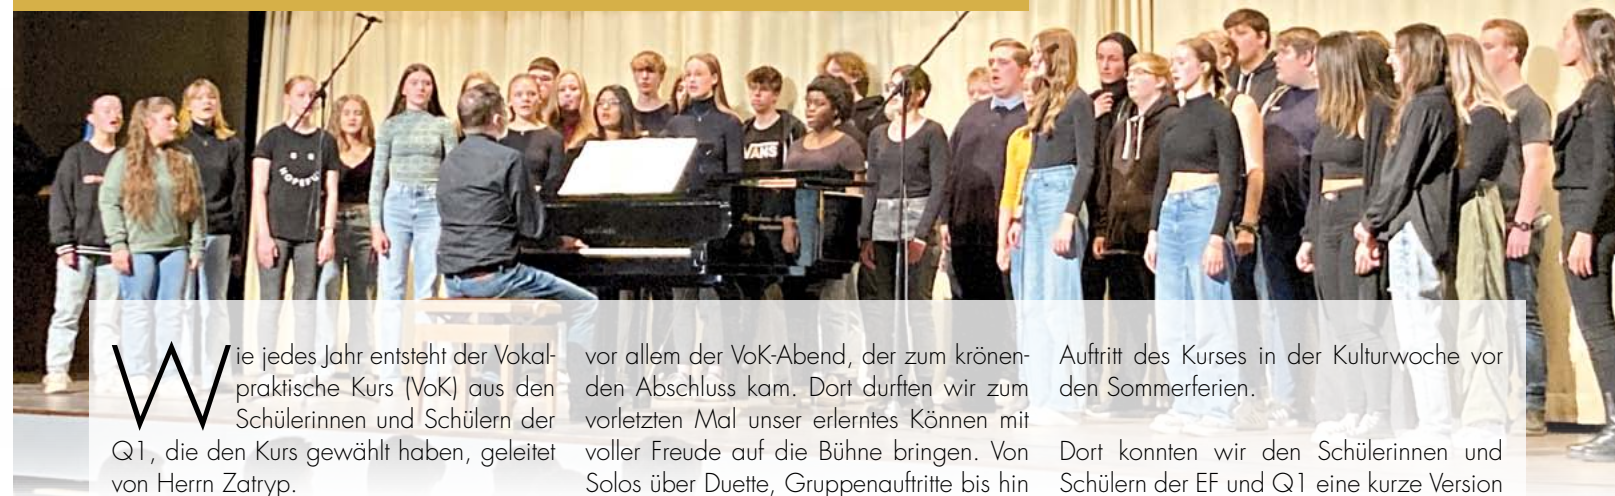 HOPEFUL
VANS
Wie jedes Jahr entsteht der Vokal-
praktische Kurs (VoK) aus den
Schülerinnen und Schülern der
Q1, die den Kurs gewählt haben, geleitet
von Herrn Zatryp.
vor allem der VoK-Abend, der zum krönen-
den Abschluss kam. Dort durften wir zum
vorletzten Mal unser erlerntes Können mit
voller Freude auf die Bühne bringen. Von
Solos über Duette, Gruppenauftritte bis hin
Auftritt des Kurses in der Kulturwoche vor
den Sommerferien.
Dort konnten wir den Schülerinnen und
Schülern der EF und Q1 eine kurze Version